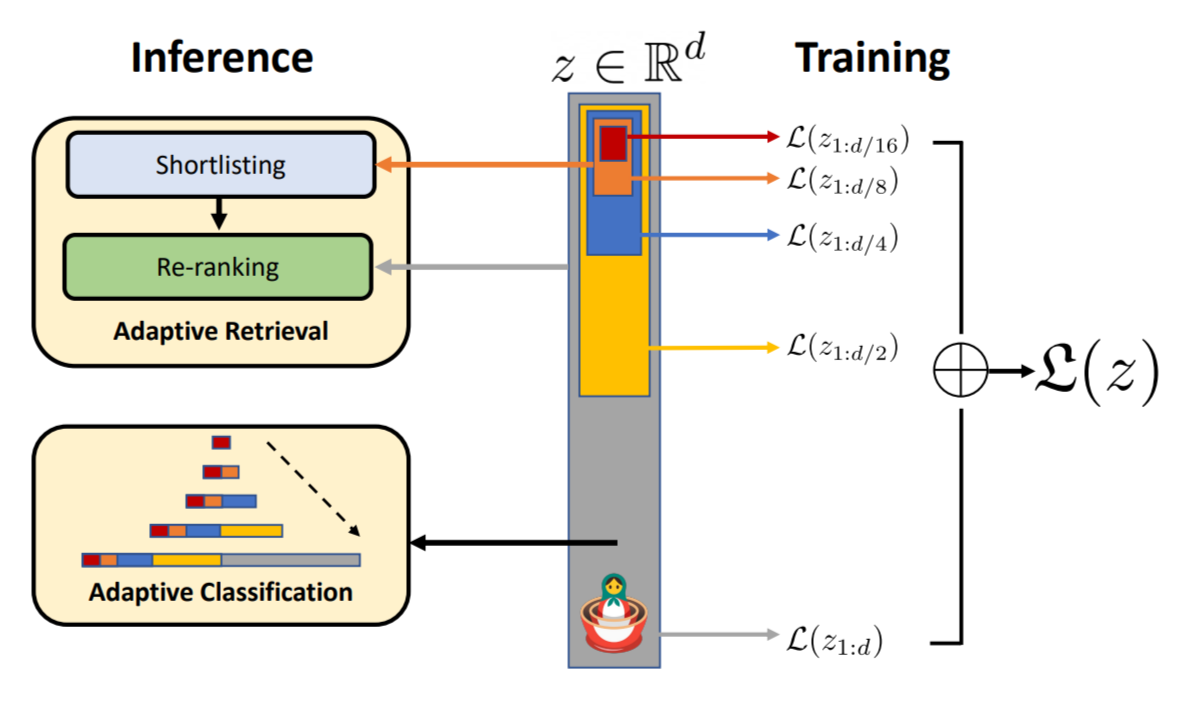 Inference
z ∈ ℝ^d
Training
Shortlisting
Re-ranking
Adaptive Retrieval
Adaptive Classification
ℒ(z_{1:d/16})
ℒ(z_{1:d/8})
ℒ(z_{1:d/4})
ℒ(z_{1:d/2})
ℒ(z_{1:d})
⊕
𝕷(z)